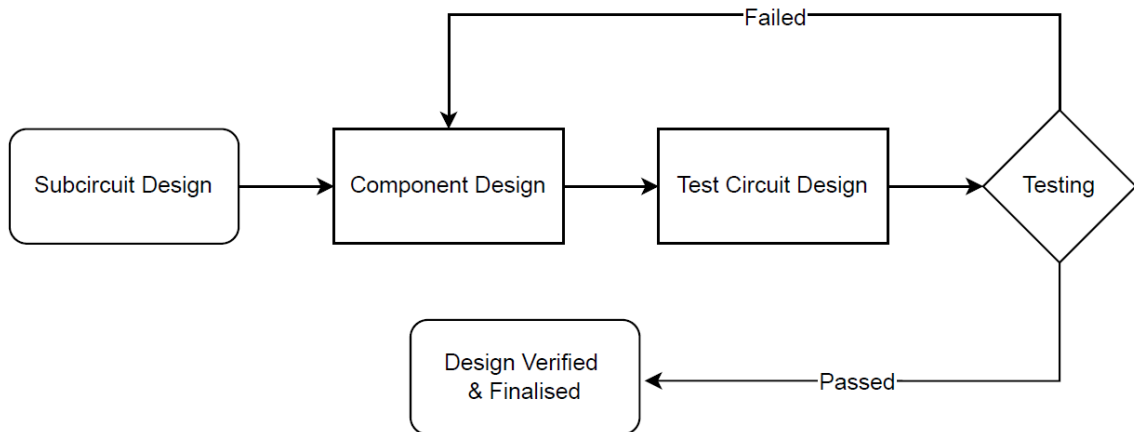 Failed
Subcircuit Design
Component Design
Test Circuit Design
Testing
Design Verified
& Finalised
Passed